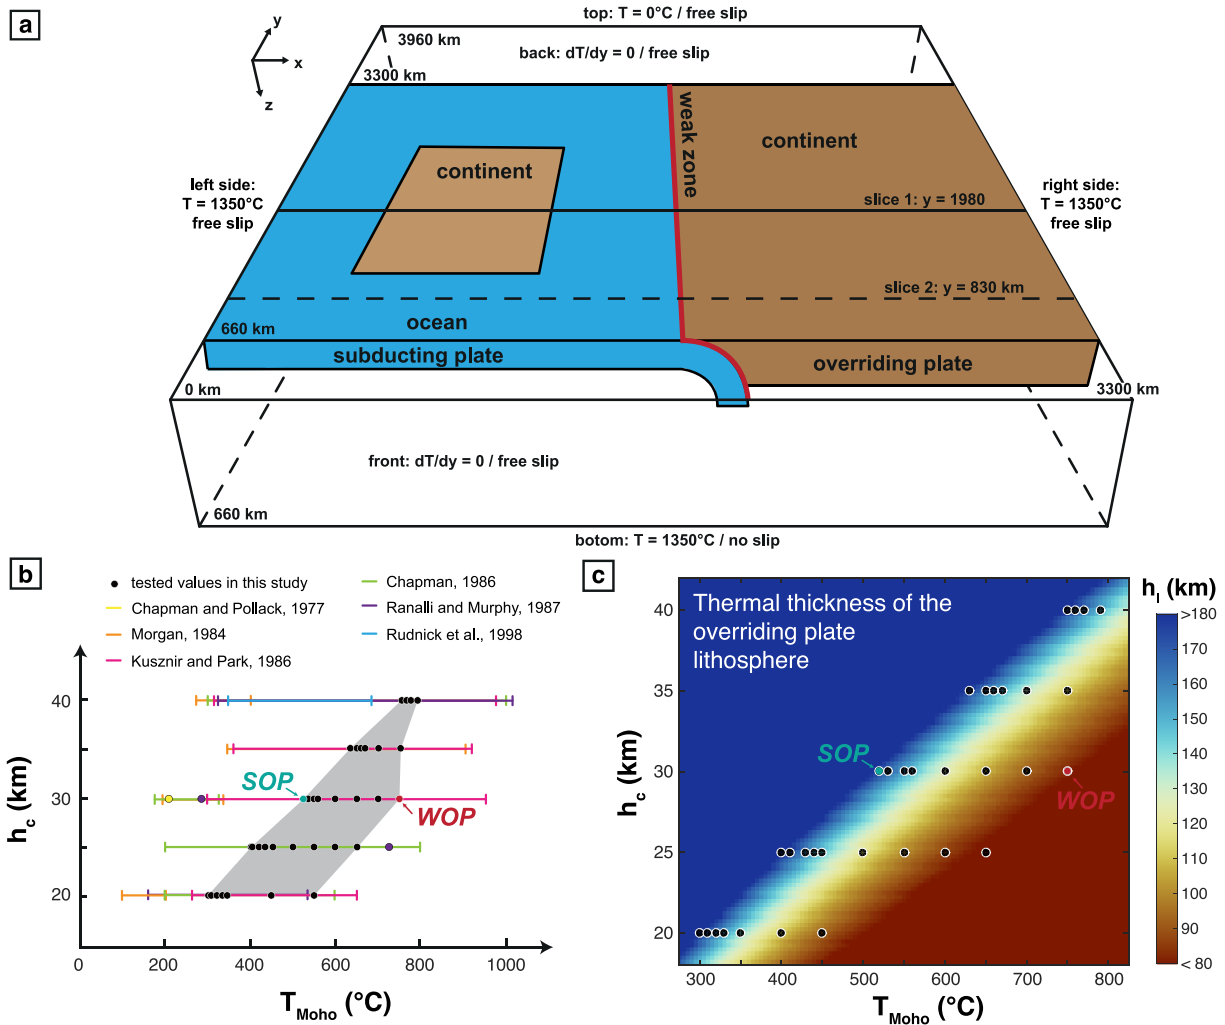 a
top: T = 0°C / free slip
y
x
z
3960 km
back: dT/dy = 0 / free slip
3300 km
weak zone
continent
continent
left side:
T = 1350°C
free slip
right side:
T = 1350°C
free slip
slice 1: y = 1980
slice 2: y = 830 km
ocean
660 km
subducting plate
overriding plate
0 km
3300 km
front: dT/dy = 0 / free slip
660 km
botom: T = 1350°C / no slip
b
tested values in this study
Chapman and Pollack, 1977
Morgan, 1984
Kusznir and Park, 1986
Chapman, 1986
Ranalli and Murphy, 1987
Rudnick et al., 1998
40
30
20
h_c (km)
SOP
WOP
0
200
400
600
800
1000
T_Moho (°C)
c
Thermal thickness of the
overriding plate
lithosphere
SOP
WOP
40
35
30
25
20
h_c (km)
300
400
500
600
700
800
T_Moho (°C)
h_l (km)
>180
170
160
150
140
130
120
110
100
90
< 80